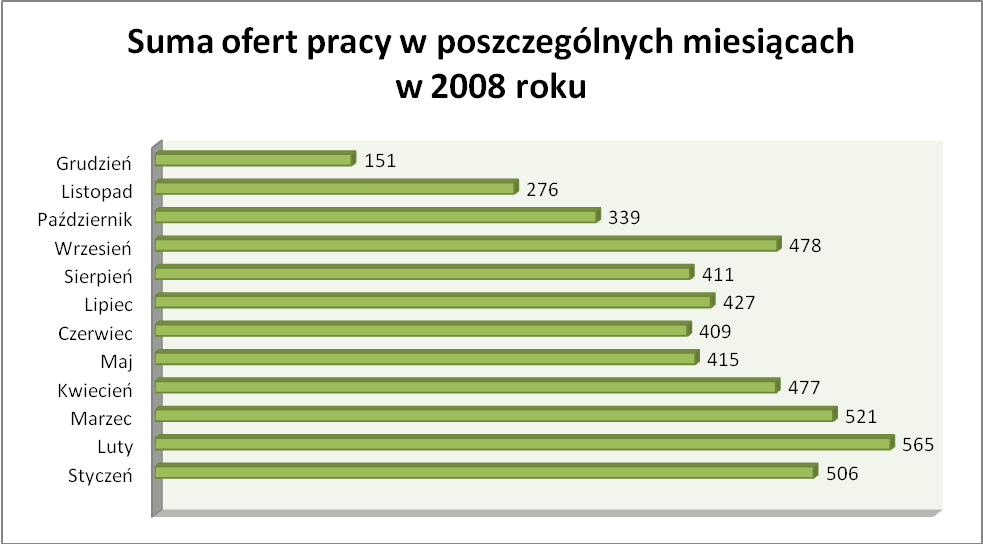 Suma ofert pracy w poszczególnych miesiącach
w 2008 roku
Grudzień 151
Listopad 276
Październik 339
Wrzesień 478
Sierpień 411
Lipiec 427
Czerwiec 409
Maj 415
Kwiecień 477
Marzec 521
Luty 565
Styczeń 506